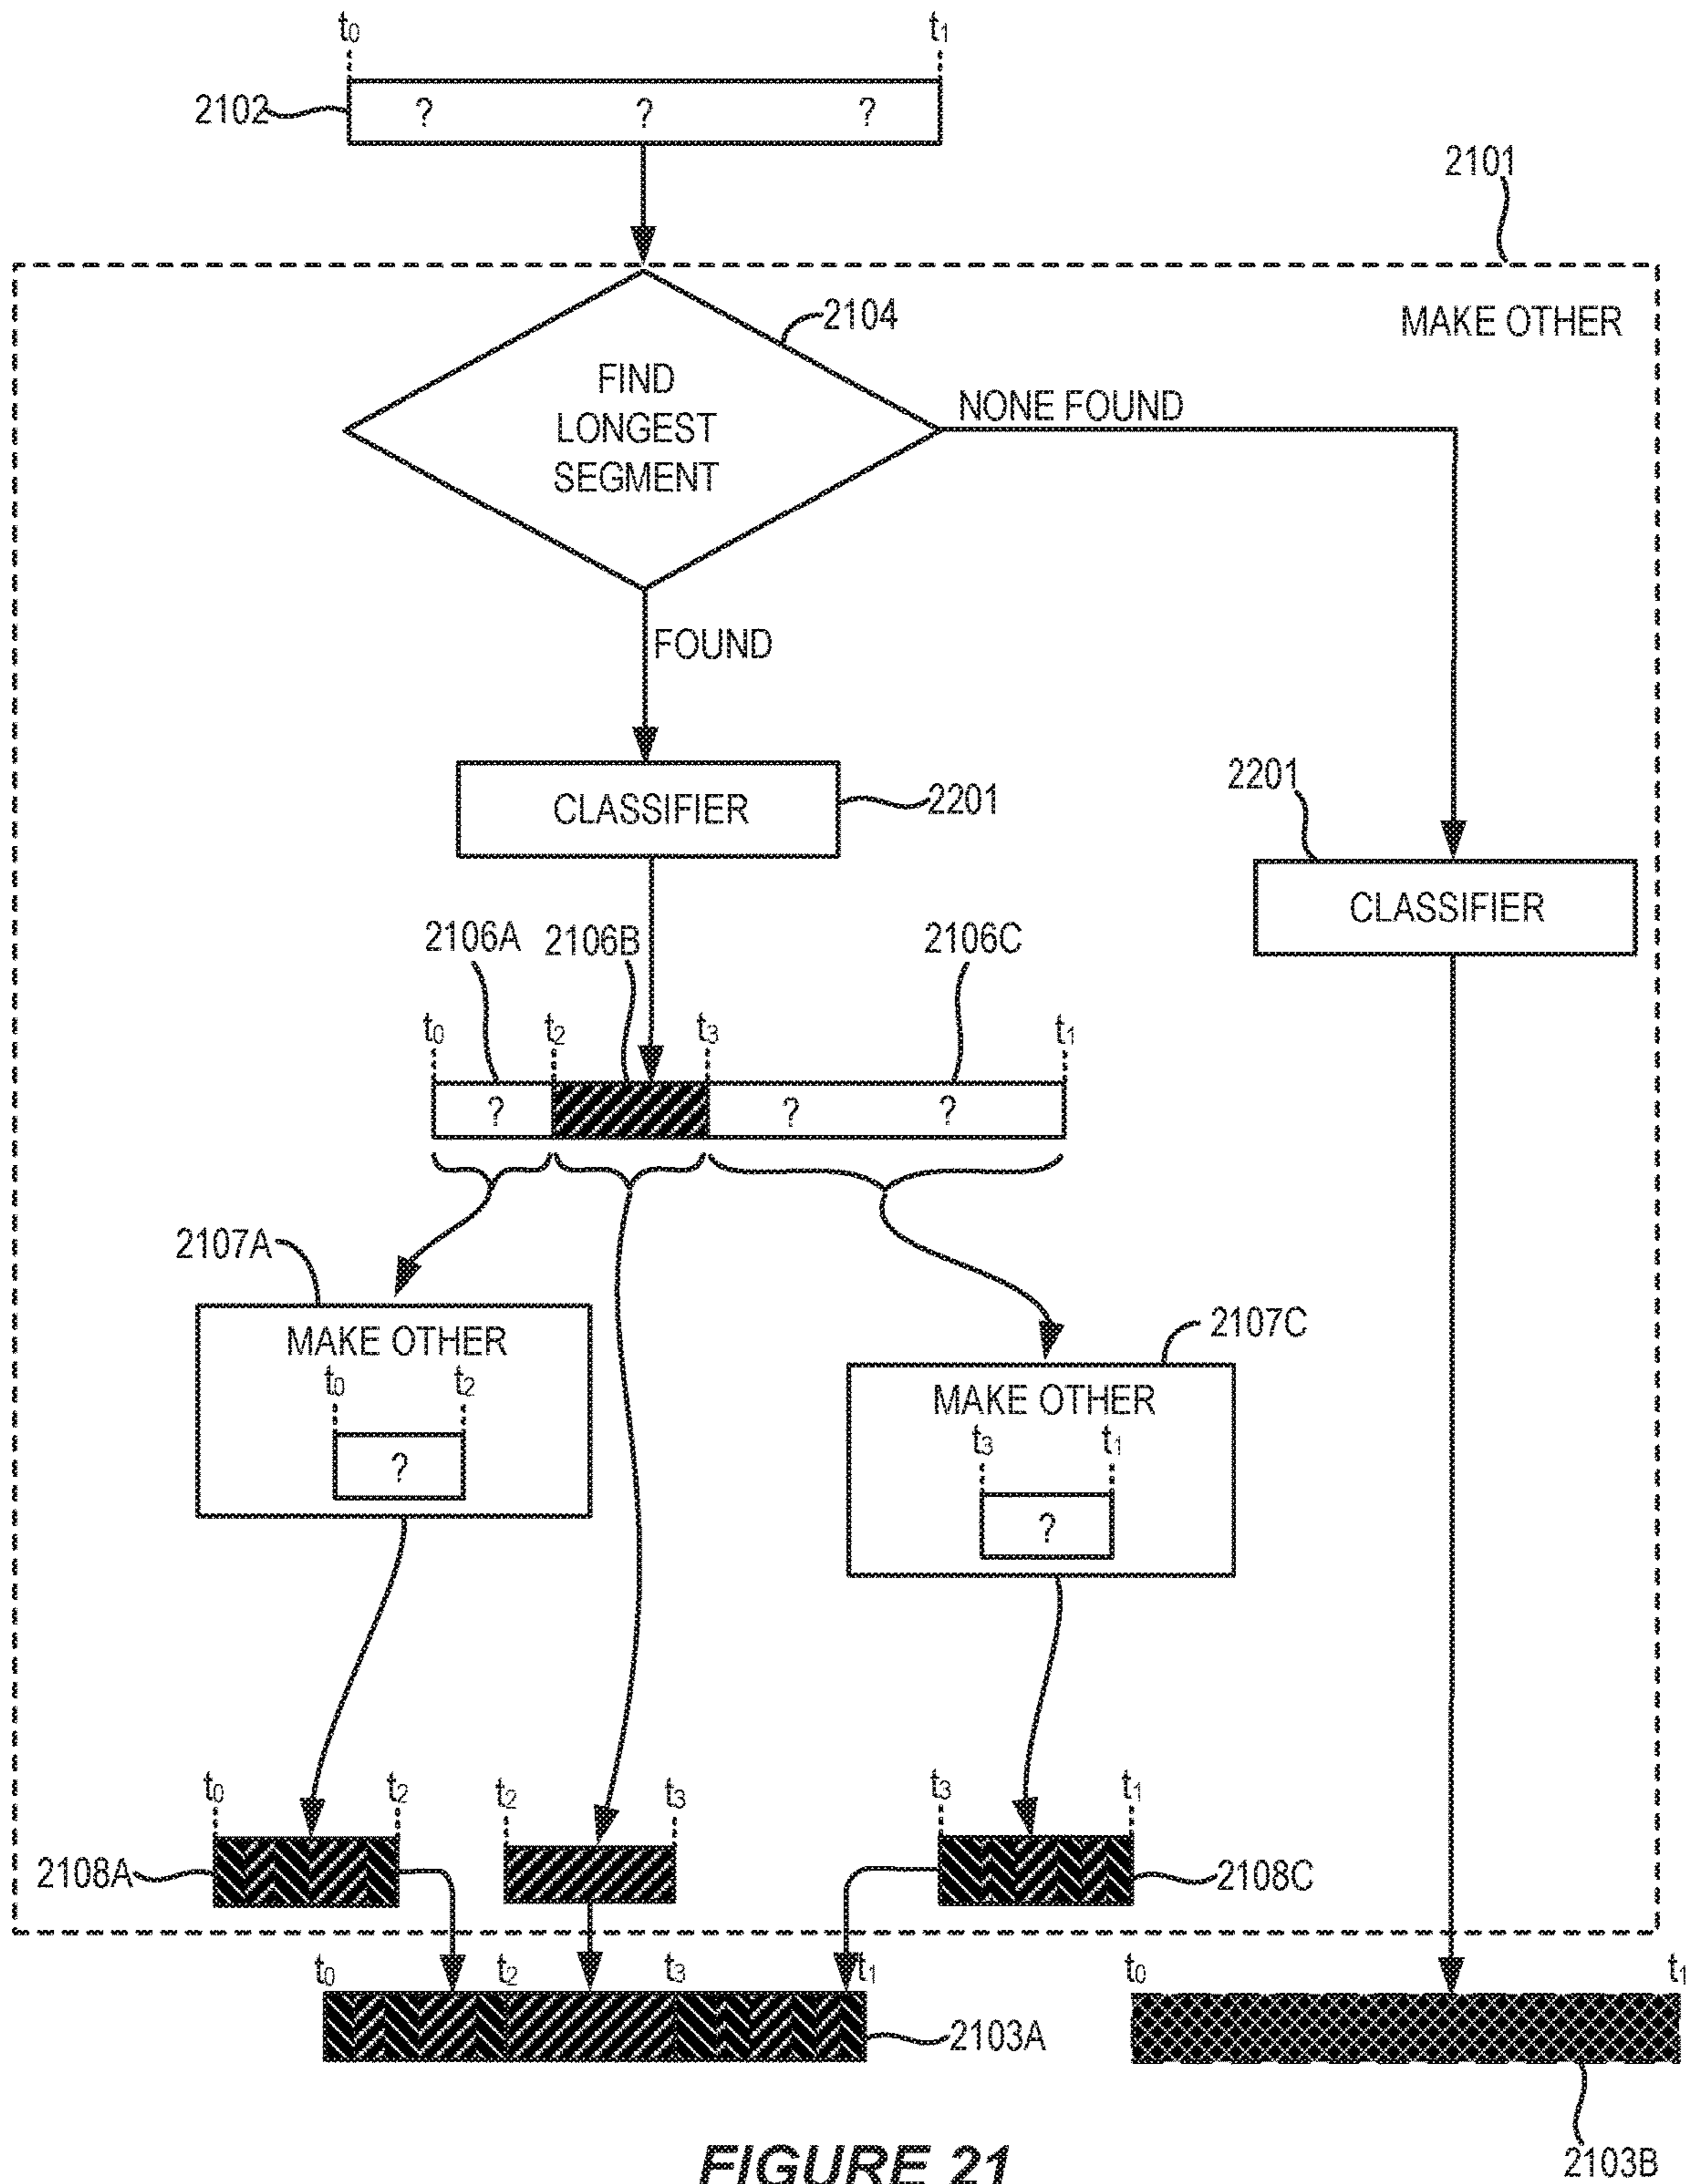 t0 t1
2102 ? ? ?
2101
MAKE OTHER
2104
FIND
LONGEST
SEGMENT
NONE FOUND
FOUND
CLASSIFIER
2201
2201
CLASSIFIER
2106A 2106B 2106C
t0 t2 t3 t1
? ? ?
2107A
MAKE OTHER
t0 t2
?
2107C
MAKE OTHER
t3 t1
?
t0 t2 t2 t3 t3 t1
2108A
2108C
t0 t2 t3 t1
2103A
t0 t1
2103B
FIGURE 21